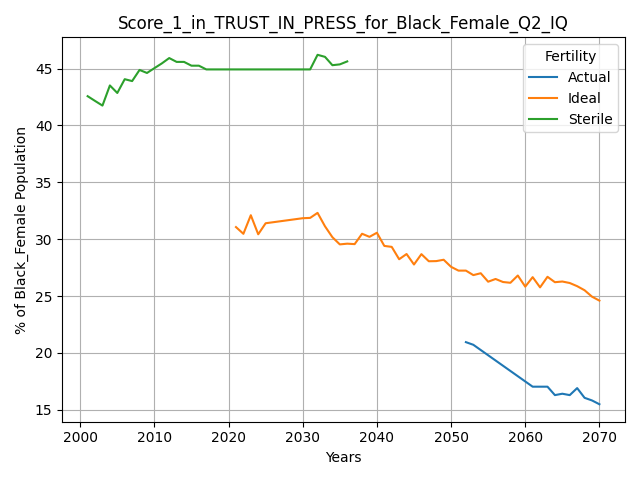 Score_1_in_TRUST_IN_PRESS_for_Black_Female_Q2_IQ
Fertility
Actual
Ideal
Sterile
% of Black_Female Population
45
40
35
30
25
20
15
2000 2010 2020 2030 2040 2050 2060 2070
Years